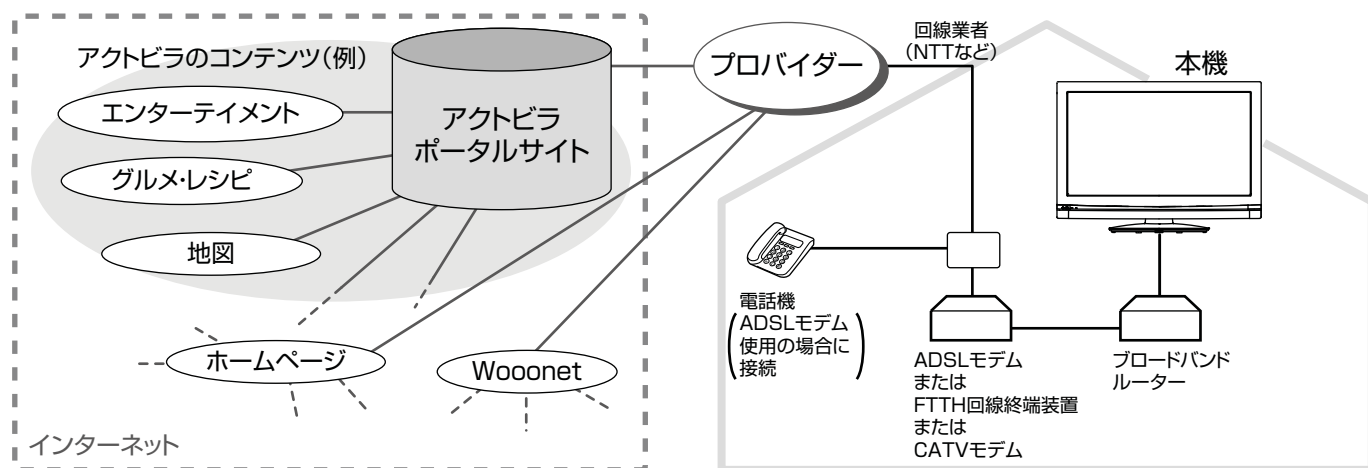 アクトビラのコンテンツ(例)
エンターテイメント
グルメ・レシピ
地図
アクトビラ
ポータルサイト
ホームページ
Wooonet
インターネット
プロバイダー
回線業者
(NTTなど)
本機
電話機
(ADSLモデム
使用の場合に
接続)
ADSLモデム
または
FTTH回線終端装置
または
CATVモデム
ブロードバンド
ルーター